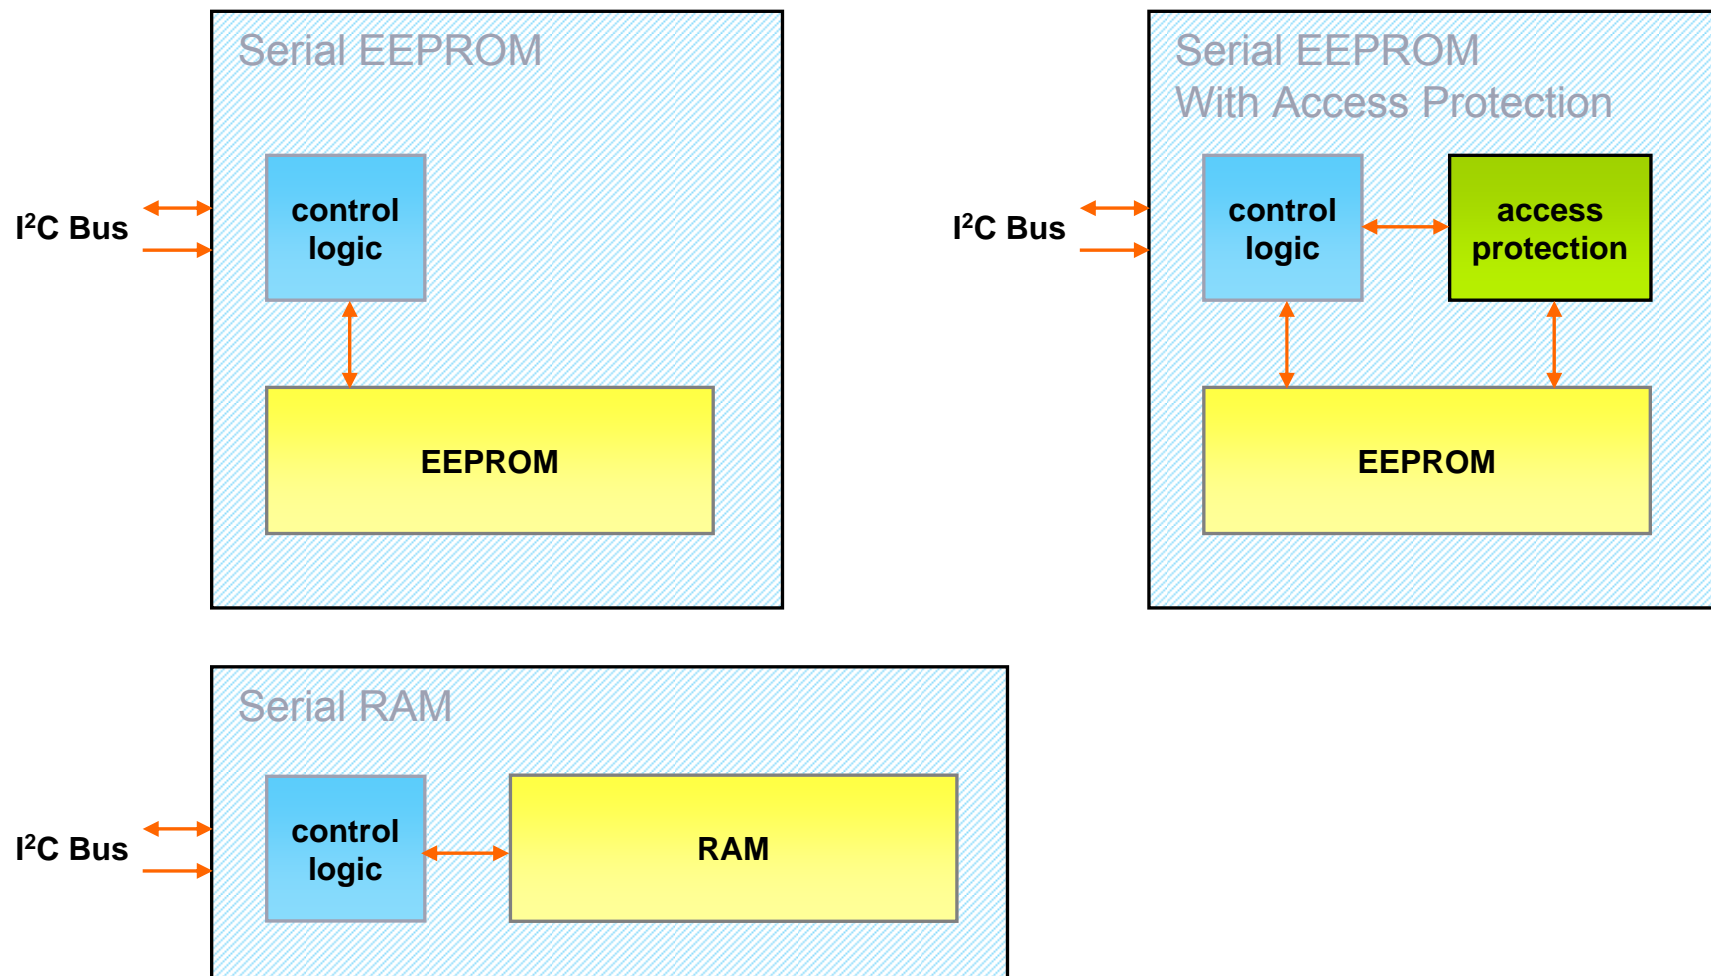 Serial EEPROM
control
logic
I²C Bus
EEPROM
Serial EEPROM
With Access Protection
control
logic
access
protection
I²C Bus
EEPROM
Serial RAM
control
logic
I²C Bus
RAM